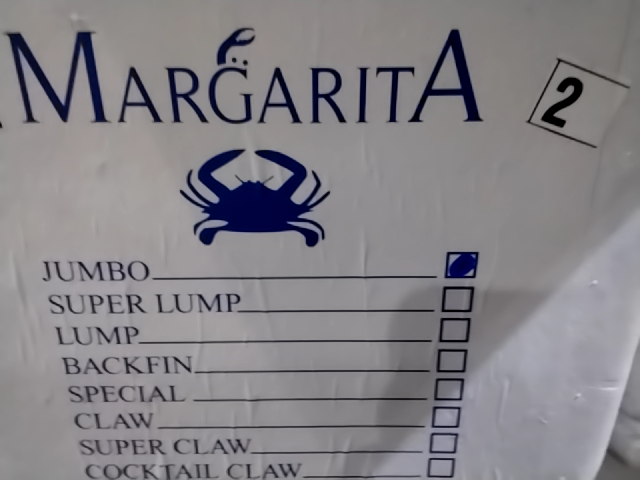 MARGARITA
2
JUMBO
SUPER LUMP
LUMP
BACKFIN
SPECIAL
CLAW
SUPER CLAW
COCKTAIL CLAW